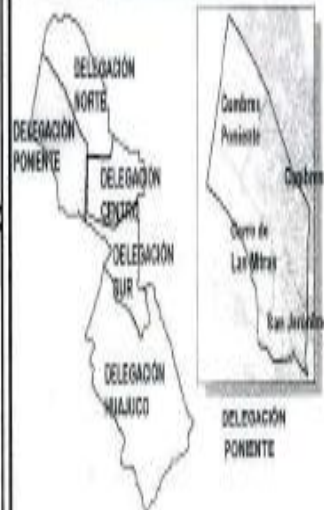 DELEGACIÓN
NORTE
DELEGACIÓN
PONIENTE
DELEGACIÓN
CENTRO
DELEGACIÓN
SUR
DELEGACIÓN
HUAJUCO
Cumbres
Poniente
Cumbres
Cerro de
Las Mitras
San Jerónimo
DELEGACIÓN
PONIENTE